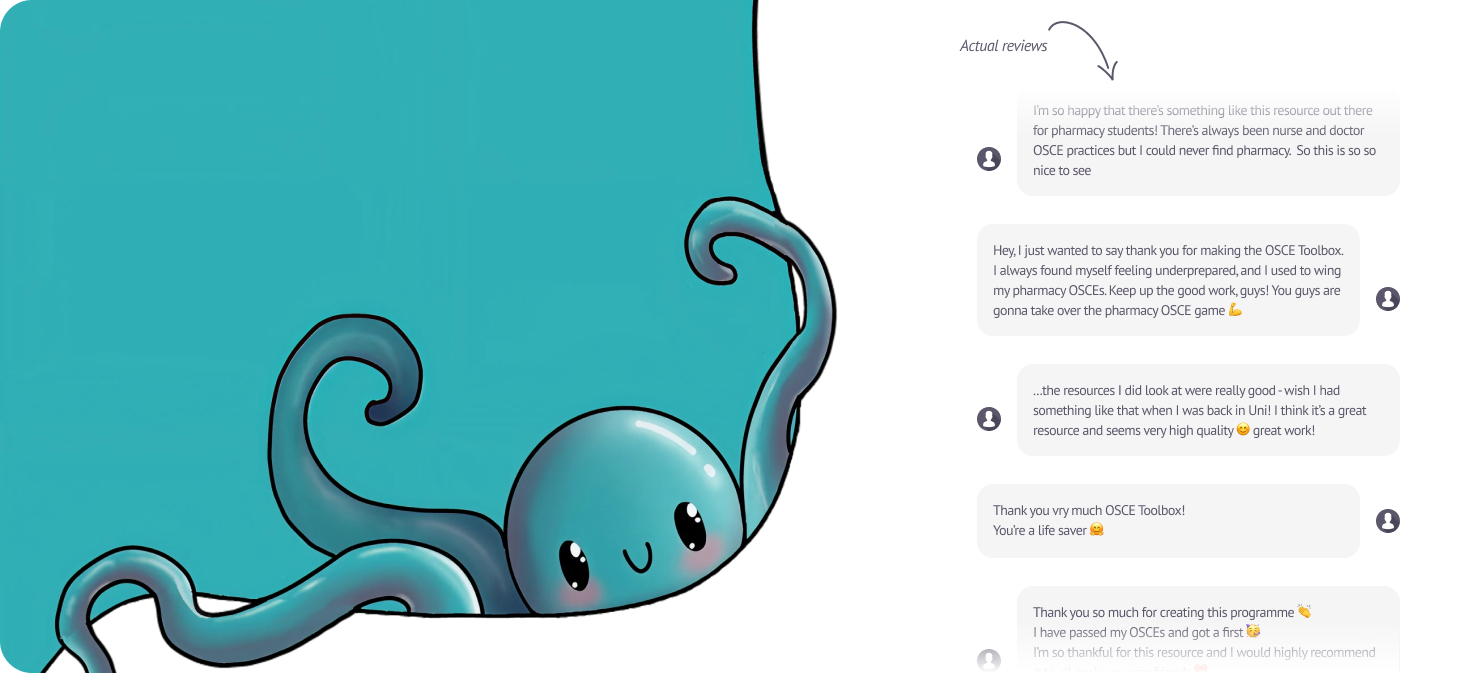 Actual reviews
I'm so happy that there's something like this resource out there
for pharmacy students! There's always been nurse and doctor
OSCE practices but I could never find pharmacy. So this is so so
nice to see
Hey, I just wanted to say thank you for making the OSCE Toolbox.
I always found myself feeling underprepared, and I used to wing
my pharmacy OSCEs. Keep up the good work, guys! You guys are
gonna take over the pharmacy OSCE game 💪
...the resources I did look at were really good - wish I had
something like that when I was back in Uni! I think it's a great
resource and seems very high quality 😊 great work!
Thank you vry much OSCE Toolbox!
You're a life saver 🤗
Thank you so much for creating this programme 👏
I have passed my OSCEs and got a first 🥳
I'm so thankful for this resource and I would highly recommend